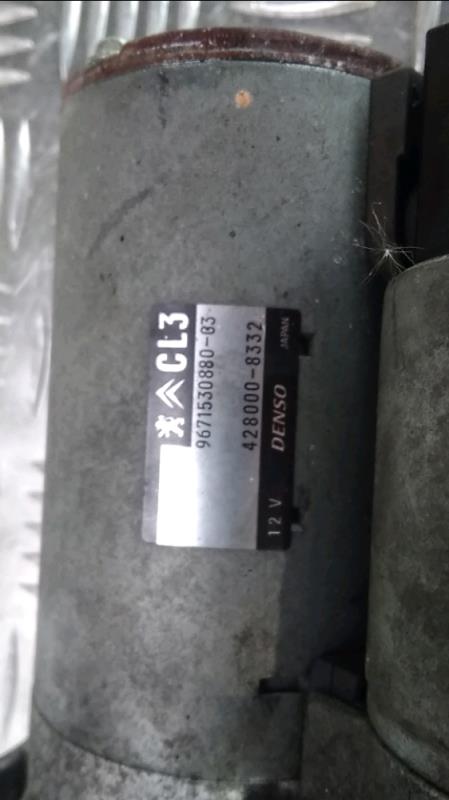 CL3
9671530880-03
428000-8332
12 V DENSO JAPAN